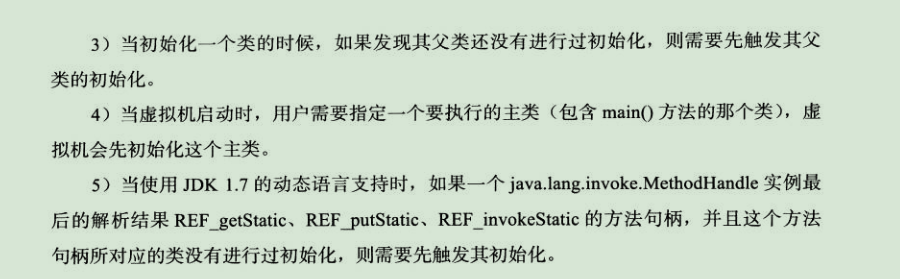 3）当初始化一个类的时候，如果发现其父类还没有进行过初始化，则需要先触发其父
类的初始化。
4）当虚拟机启动时，用户需要指定一个要执行的主类（包含 main() 方法的那个类），虚
拟机会先初始化这个主类。
5）当使用 JDK 1.7 的动态语言支持时，如果一个 java.lang.invoke.MethodHandle 实例最
后的解析结果 REF_getStatic、REF_putStatic、REF_invokeStatic 的方法句柄，并且这个方法
句柄所对应的类没有进行过初始化，则需要先触发其初始化。